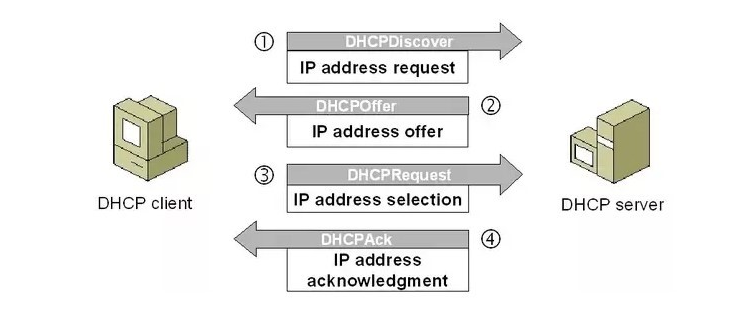 ① DHCPDiscover
IP address request
DHCPOffer ②
IP address offer
③ DHCPRequest
IP address selection
DHCP client
DHCP server
DHCPAck ④
IP address
acknowledgment